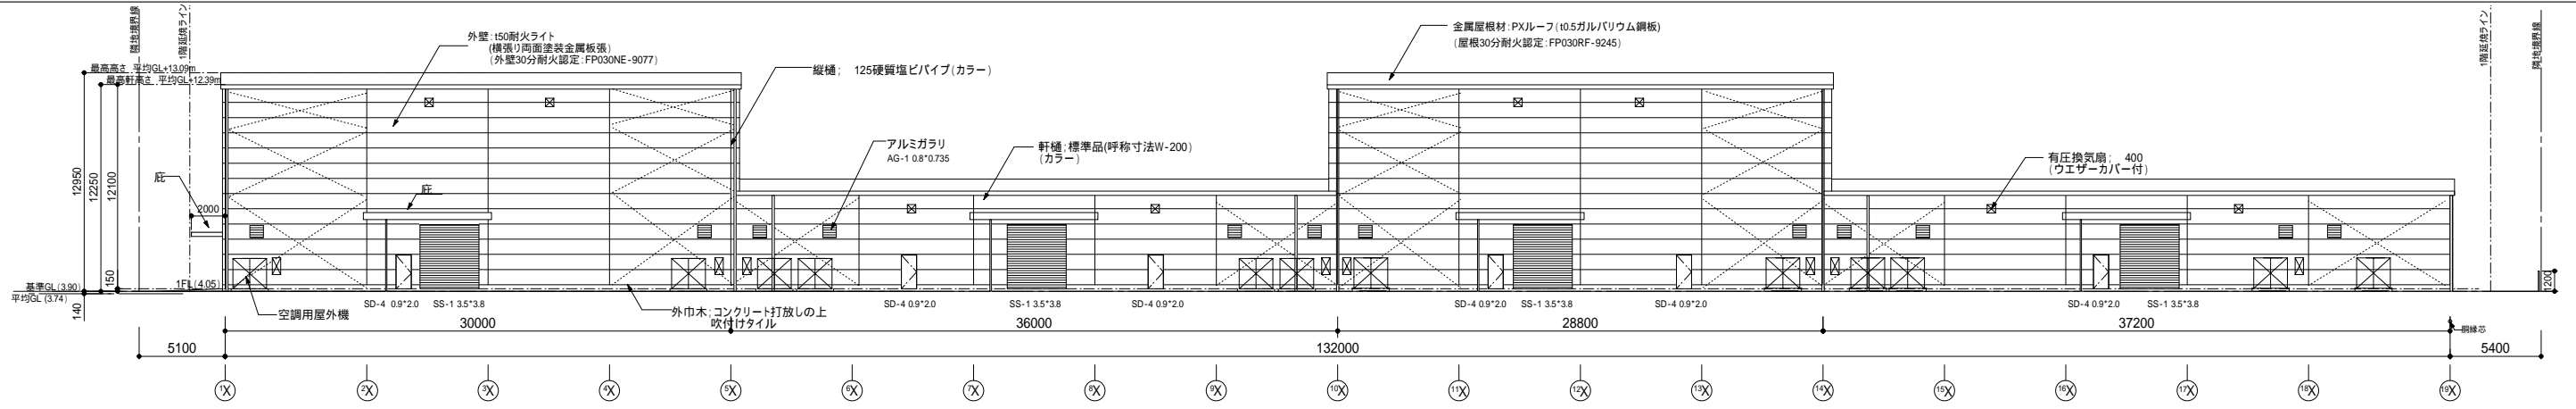 隣地境界線
1階延焼ライン
外壁：t50耐火ライト
(横張り両面塗装金属板張)
(外壁30分耐火認定：FP030NE-9077)
縦樋； 125硬質塩ビパイプ(カラー)
金属屋根材：PXルーフ(t0.5ガルバリウム鋼板)
(屋根30分耐火認定：FP030RF-9245)
1階延焼ライン
隣地境界線
最高高さ 平均GL+13.09m
最高軒高さ 平均GL+12.39m
アルミガラリ
AG-1 0.8*0.735
軒樋；標準品(呼称寸法W-200)
(カラー)
有圧換気扇； 400
(ウエザーカバー付)
12950
12250
12100
庇
庇
2000
150
1FL(4.05)
基準GL(3.90)
平均GL (3.74)
140
1200
空調用屋外機
SD-4 0.9*2.0
SS-1 3.5*3.8
外巾木；コンクリート打放しの上
吹付けタイル
SD-4 0.9*2.0
SS-1 3.5*3.8
SD-4 0.9*2.0
SD-4 0.9*2.0
SS-1 3.5*3.8
SD-4 0.9*2.0
SD-4 0.9*2.0
SS-1 3.5*3.8
30000
36000
28800
37200
胴縁芯
5100
132000
5400
1X
2X
3X
4X
5X
6X
7X
8X
9X
10X
11X
12X
13X
14X
15X
16X
17X
18X
19X